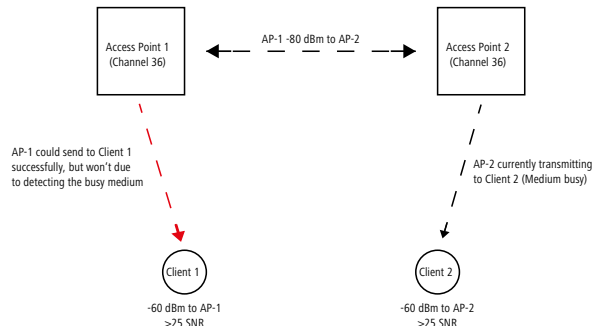 Access Point 1
(Channel 36)
AP-1 -80 dBm to AP-2
Access Point 2
(Channel 36)
AP-1 could send to Client 1
successfully, but won't due
to detecting the busy medium
AP-2 currently transmitting
to Client 2 (Medium busy)
Client 1
Client 2
-60 dBm to AP-1
>25 SNR
-60 dBm to AP-2
>25 SNR